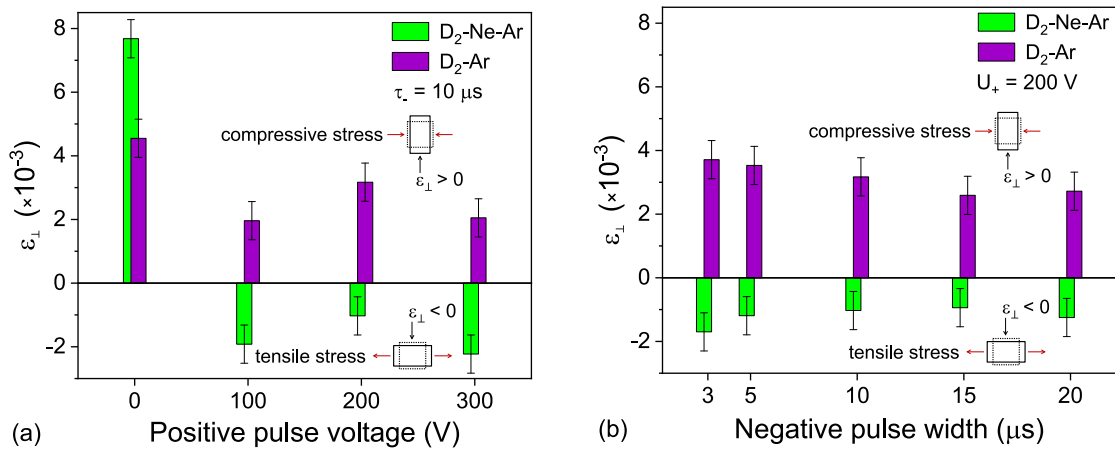 8
6
4
2
0
-2
ε⊥ (×10⁻³)
D₂-Ne-Ar
D₂-Ar
τ₋ = 10 μs
compressive stress
ε⊥ > 0
ε⊥ < 0
tensile stress
0 100 200 300
(a) Positive pulse voltage (V)
8
6
4
2
0
-2
ε⊥ (×10⁻³)
D₂-Ne-Ar
D₂-Ar
U₊ = 200 V
compressive stress
ε⊥ > 0
ε⊥ < 0
tensile stress
3 5 10 15 20
(b) Negative pulse width (μs)